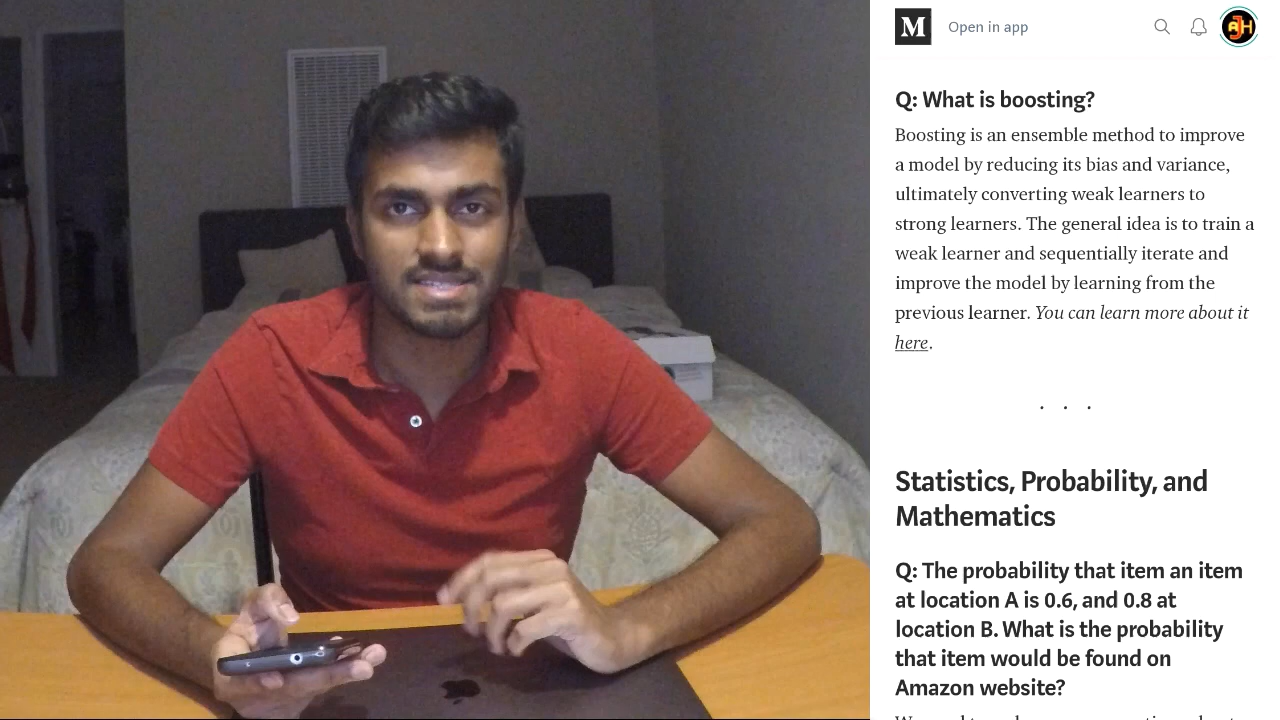 M
Open in app
AJH
Q: What is boosting?
Boosting is an ensemble method to improve
a model by reducing its bias and variance,
ultimately converting weak learners to
strong learners. The general idea is to train a
weak learner and sequentially iterate and
improve the model by learning from the
previous learner. You can learn more about it
here.
. . .
Statistics, Probability, and
Mathematics
Q: The probability that item an item
at location A is 0.6, and 0.8 at
location B. What is the probability
that item would be found on
Amazon website?